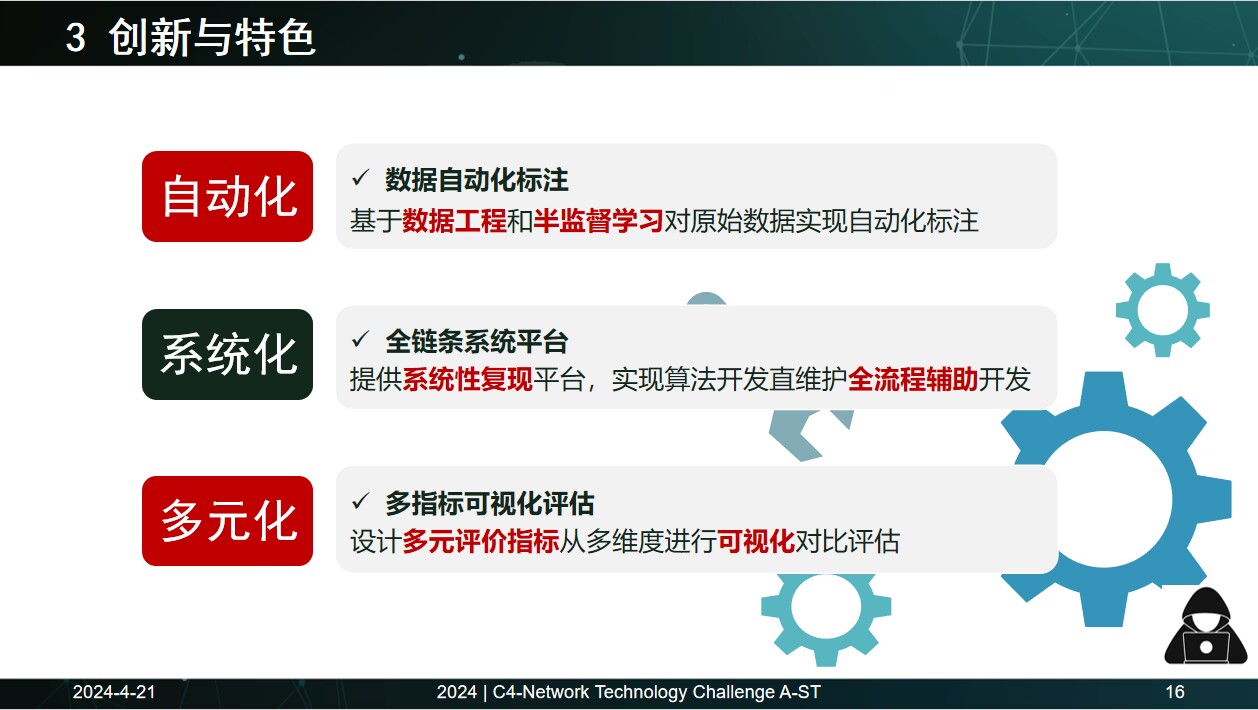 3 创新与特色
自动化
✓ 数据自动化标注
基于数据工程和半监督学习对原始数据实现自动化标注
系统化
✓ 全链条系统平台
提供系统性复现平台，实现算法开发直维护全流程辅助开发
多元化
✓ 多指标可视化评估
设计多元评价指标从多维度进行可视化对比评估
2024-4-21
2024 | C4-Network Technology Challenge A-ST
16